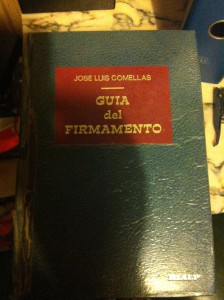 JOSE LUIS COMELLAS
GUIA
del
FIRMAMENTO
RIALP